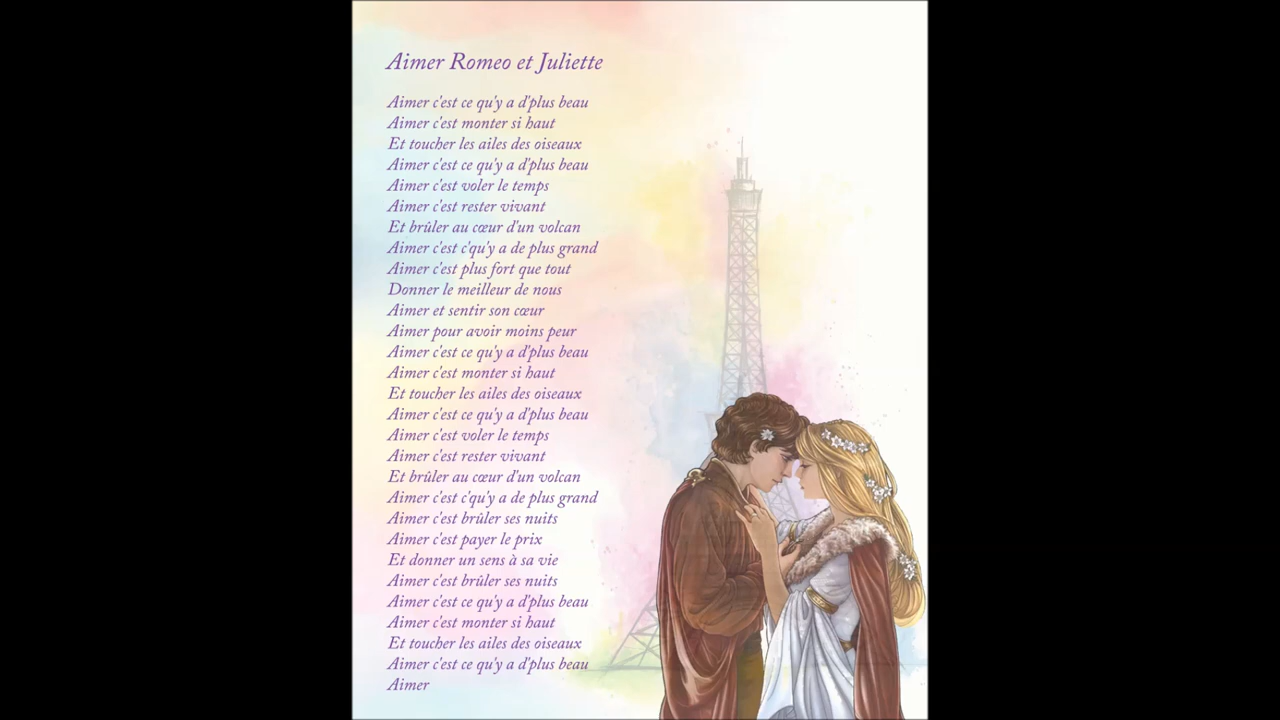 Aimer Romeo et Juliette
Aimer c'est ce qu'y a d'plus beau
Aimer c'est monter si haut
Et toucher les ailes des oiseaux
Aimer c'est ce qu'y a d'plus beau
Aimer c'est voler le temps
Aimer c'est rester vivant
Et brûler au cœur d'un volcan
Aimer c'est c'qu'y a de plus grand
Aimer c'est plus fort que tout
Donner le meilleur de nous
Aimer et sentir son cœur
Aimer pour avoir moins peur
Aimer c'est ce qu'y a d'plus beau
Aimer c'est monter si haut
Et toucher les ailes des oiseaux
Aimer c'est ce qu'y a d'plus beau
Aimer c'est voler le temps
Aimer c'est rester vivant
Et brûler au cœur d'un volcan
Aimer c'est c'qu'y a de plus grand
Aimer c'est brûler ses nuits
Aimer c'est payer le prix
Et donner un sens à sa vie
Aimer c'est brûler ses nuits
Aimer c'est ce qu'y a d'plus beau
Aimer c'est monter si haut
Et toucher les ailes des oiseaux
Aimer c'est ce qu'y a d'plus beau
Aimer